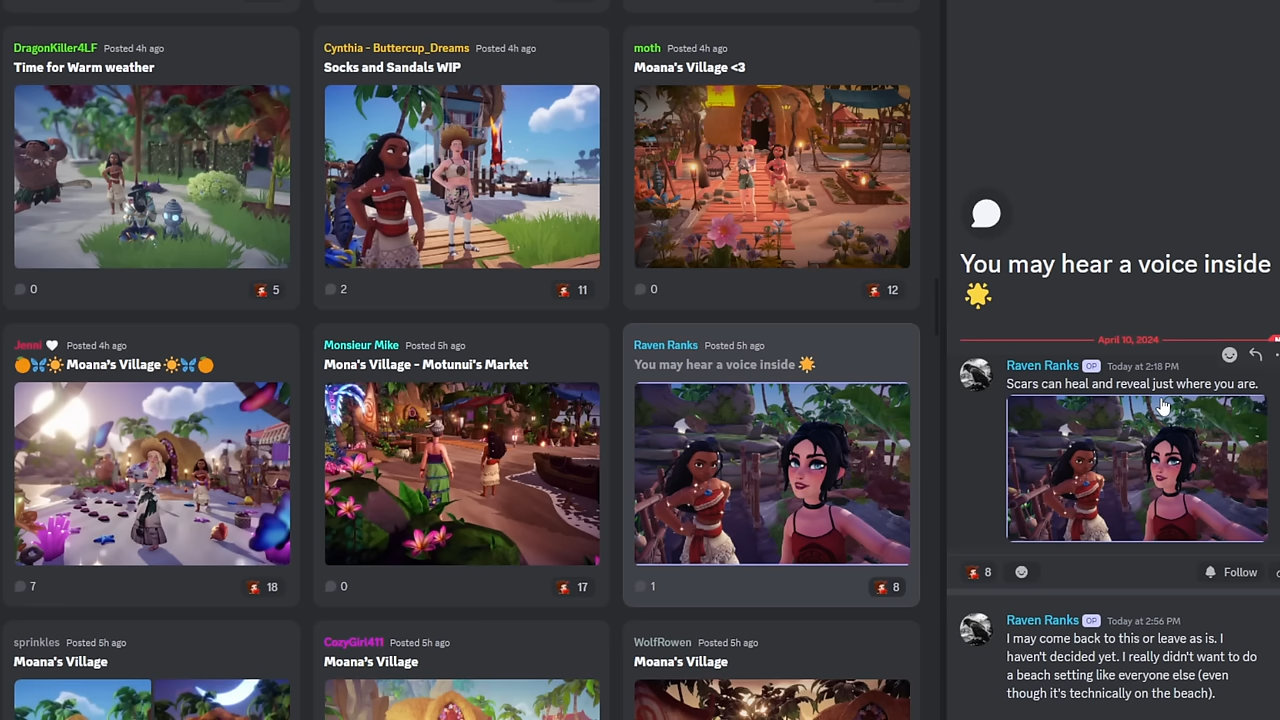 DragonKiller4LF Posted 4h ago
Time for Warm weather
0 5
Cynthia - Buttercup_Dreams Posted 4h ago
Socks and Sandals WIP
2 11
moth Posted 4h ago
Moana's Village <3
0 12
Jenni 🤍 Posted 4h ago
🍊🦋☀️Moana's Village☀️🦋🍊
7 18
Monsieur Mike Posted 5h ago
Mona's Village - Motunui's Market
0 17
Raven Ranks Posted 5h ago
You may hear a voice inside 🌟
1 8
sprinkles Posted 5h ago
Moana's Village
CozyGirl411 Posted 5h ago
Moana's Village
WolfRowen Posted 5h ago
Moana's Village
You may hear a voice inside
🌟
April 10, 2024
Raven Ranks OP Today at 2:18 PM
Scars can heal and reveal just where you are.
8 Follow
Raven Ranks OP Today at 2:56 PM
I may come back to this or leave as is. I
haven't decided yet. I really didn't want to do
a beach setting like everyone else (even
though it's technically on the beach).